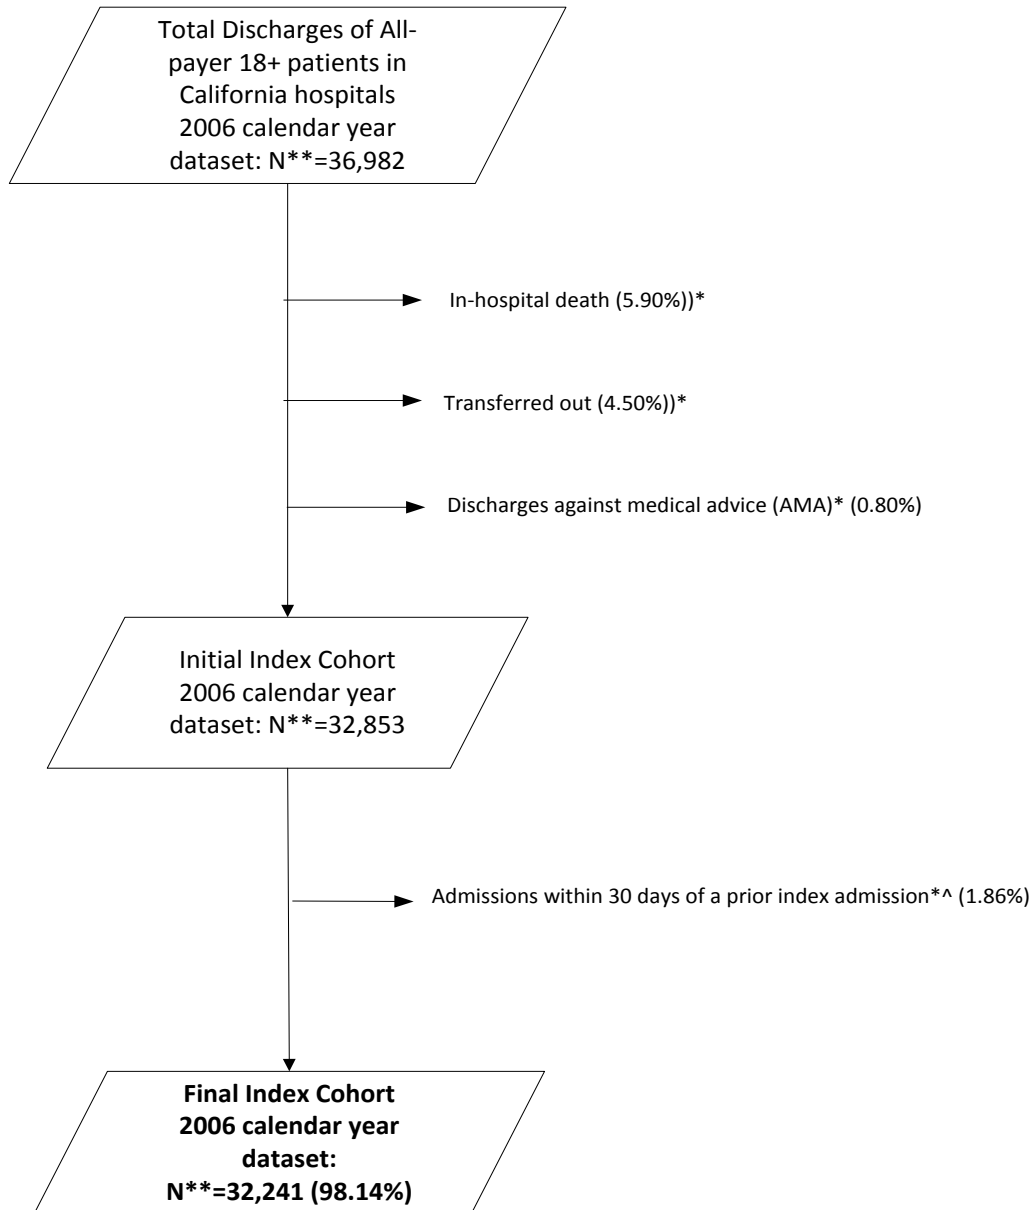 Total Discharges of All-
payer 18+ patients in
California hospitals
2006 calendar year
dataset: N**=36,982
In-hospital death (5.90%))*
Transferred out (4.50%))*
Discharges against medical advice (AMA)* (0.80%)
Initial Index Cohort
2006 calendar year
dataset: N**=32,853
Admissions within 30 days of a prior index admission*^ (1.86%)
Final Index Cohort
2006 calendar year
dataset:
N**=32,241 (98.14%)